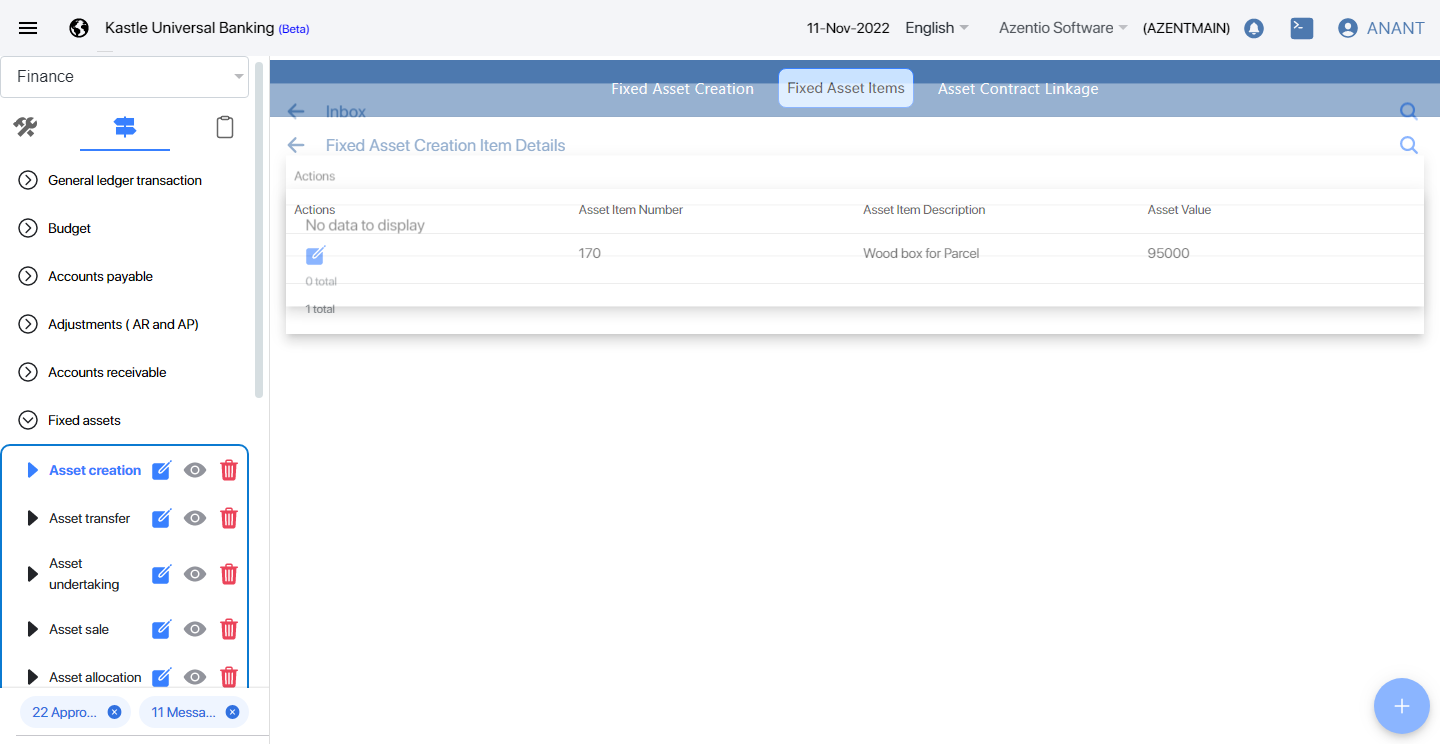 Kastle Universal Banking (Beta)
11-Nov-2022 English Azentio Software (AZENTMAIN) ANANT
Finance
General ledger transaction
Budget
Accounts payable
Adjustments ( AR and AP)
Accounts receivable
Fixed assets
Asset creation
Asset transfer
Asset
undertaking
Asset sale
Asset allocation
22 Appro... 11 Messa...
Fixed Asset Creation Fixed Asset Items Asset Contract Linkage
Inbox
Fixed Asset Creation Item Details
Actions
Actions Asset Item Number Asset Item Description Asset Value
No data to display
170 Wood box for Parcel 95000
0 total
1 total